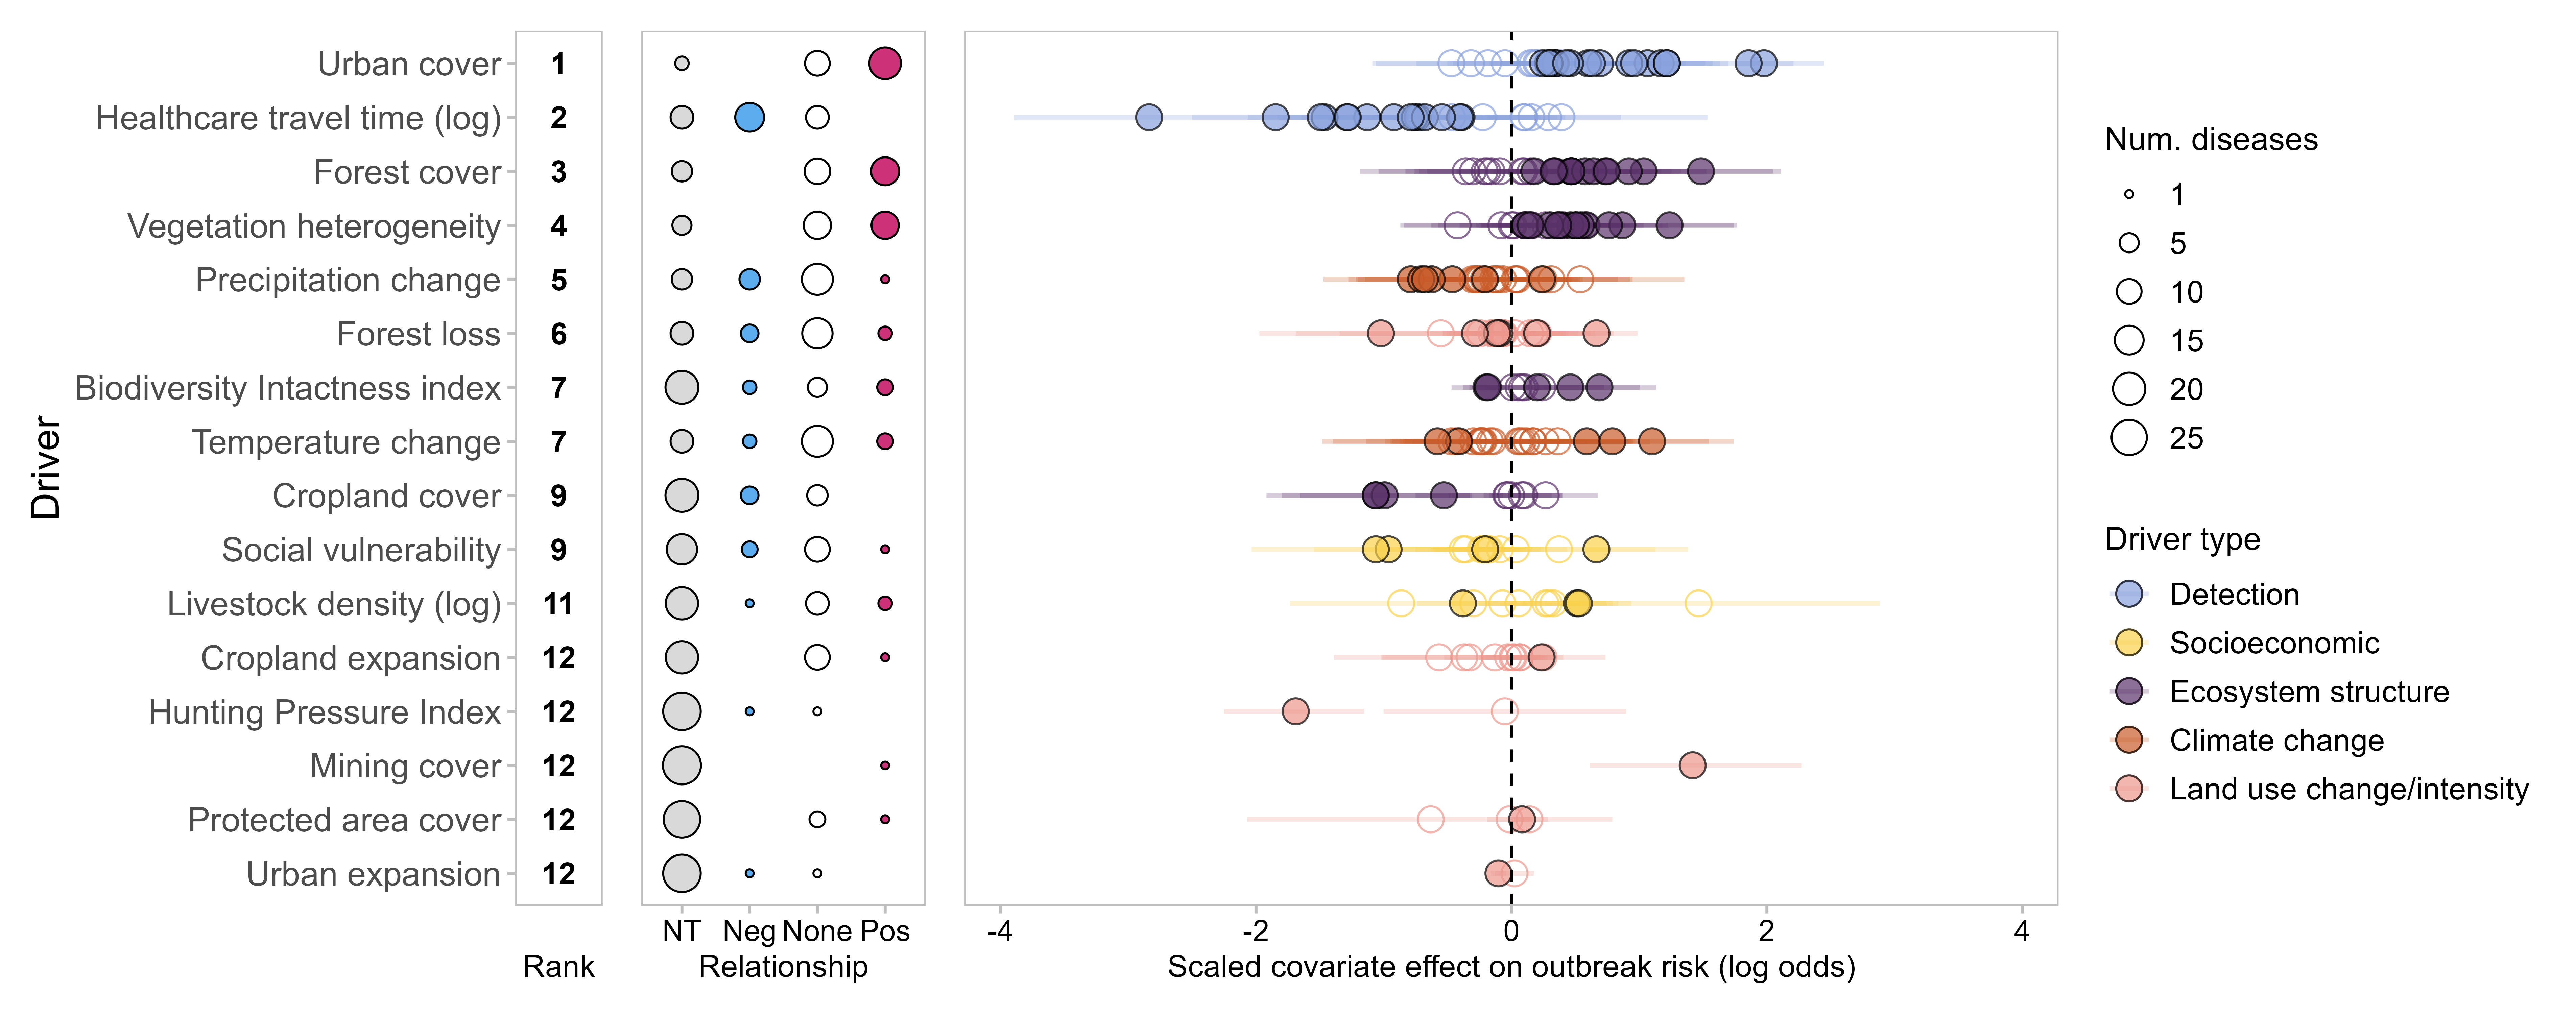 Driver
Urban cover 1
Healthcare travel time (log) 2
Forest cover 3
Vegetation heterogeneity 4
Precipitation change 5
Forest loss 6
Biodiversity Intactness index 7
Temperature change 7
Cropland cover 9
Social vulnerability 9
Livestock density (log) 11
Cropland expansion 12
Hunting Pressure Index 12
Mining cover 12
Protected area cover 12
Urban expansion 12
Rank
NT Neg None Pos
Relationship
-4 -2 0 2 4
Scaled covariate effect on outbreak risk (log odds)
Num. diseases
1
5
10
15
20
25
Driver type
Detection
Socioeconomic
Ecosystem structure
Climate change
Land use change/intensity